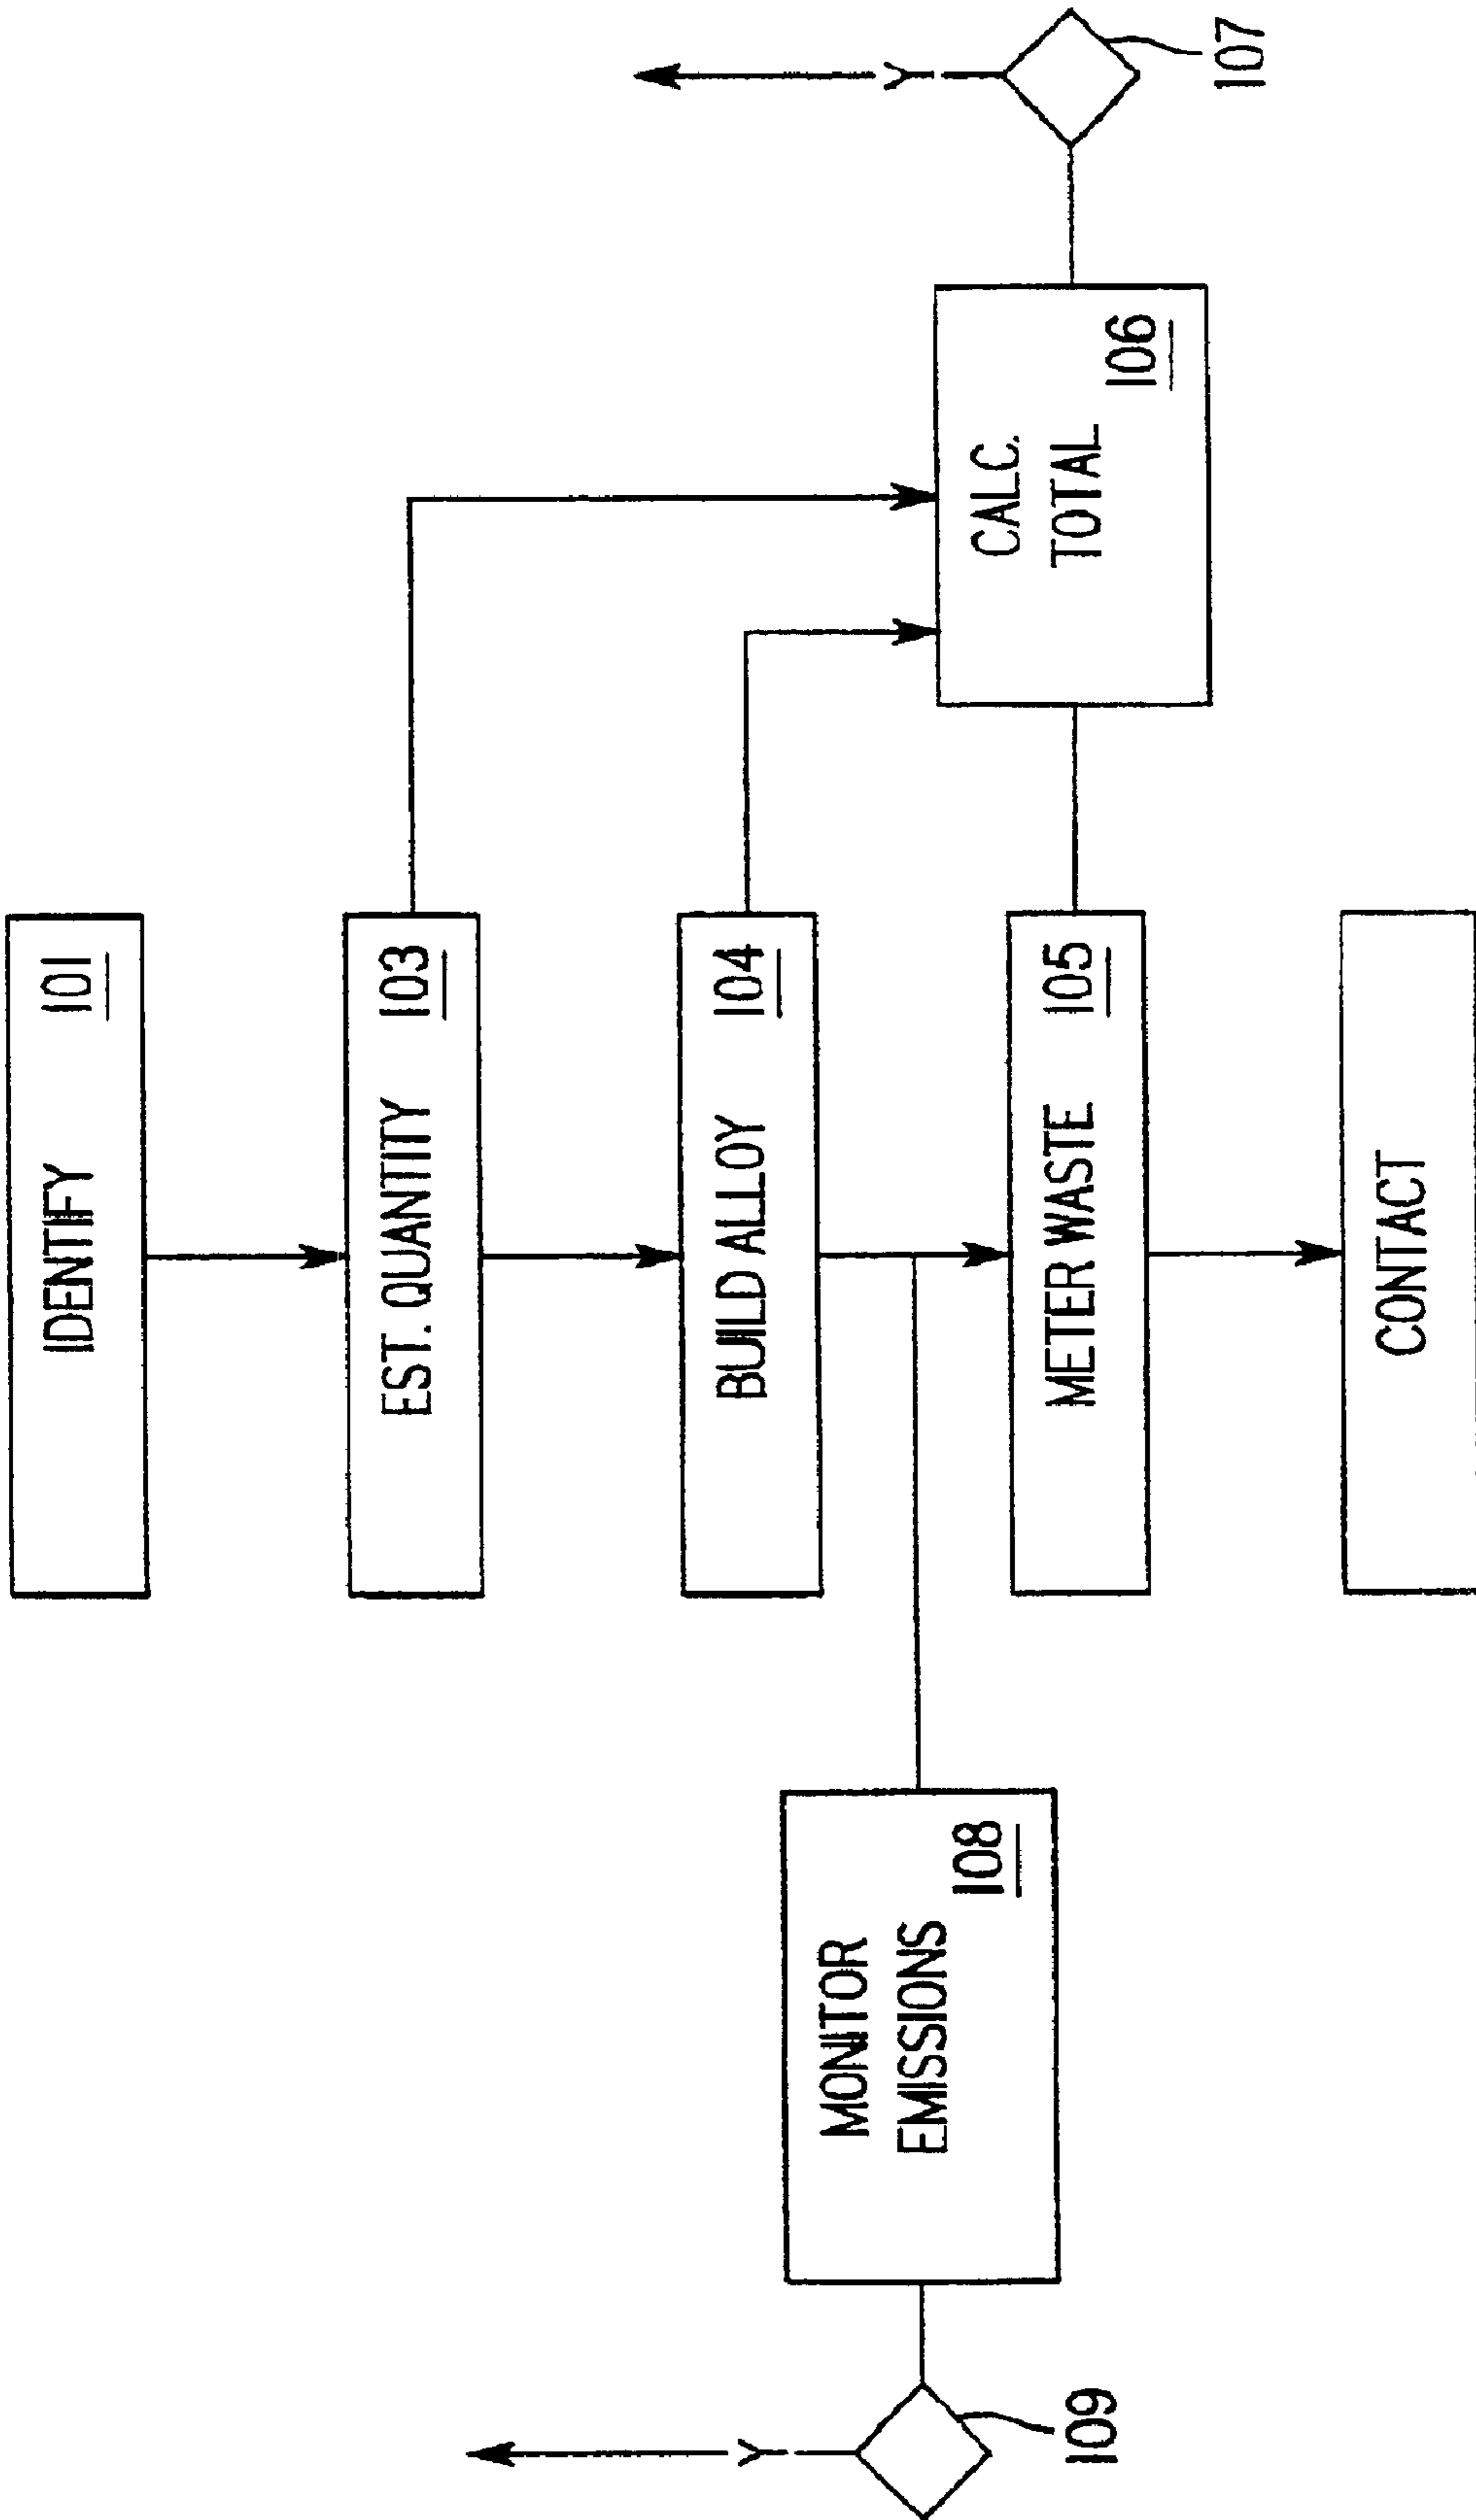 IDENTIFY 101
EST. QUANTITY 103
BUILD ALLOY 104
Y
MONITOR
EMISSIONS
108
109
METER WASTE 105
Y
CALC.
TOTAL
106
107
CONTACT